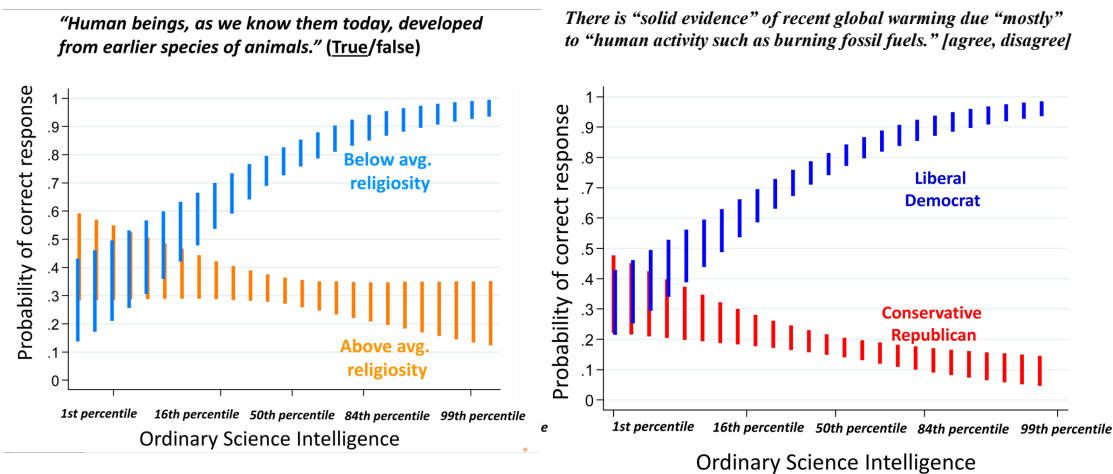 “Human beings, as we know them today, developed
from earlier species of animals.” (True/false)
Probability of correct response
1
.9
.8
.7
.6
.5
.4
.3
.2
.1
0
Below avg.
religiosity
Above avg.
religiosity
1st percentile
16th percentile
50th percentile
84th percentile
99th percentile
Ordinary Science Intelligence
e
There is “solid evidence” of recent global warming due “mostly”
to “human activity such as burning fossil fuels.” [agree, disagree]
Probability of correct response
1
.9
.8
.7
.6
.5
.4
.3
.2
.1
0
Liberal
Democrat
Conservative
Republican
1st percentile
16th percentile
50th percentile
84th percentile
99th percentile
Ordinary Science Intelligence